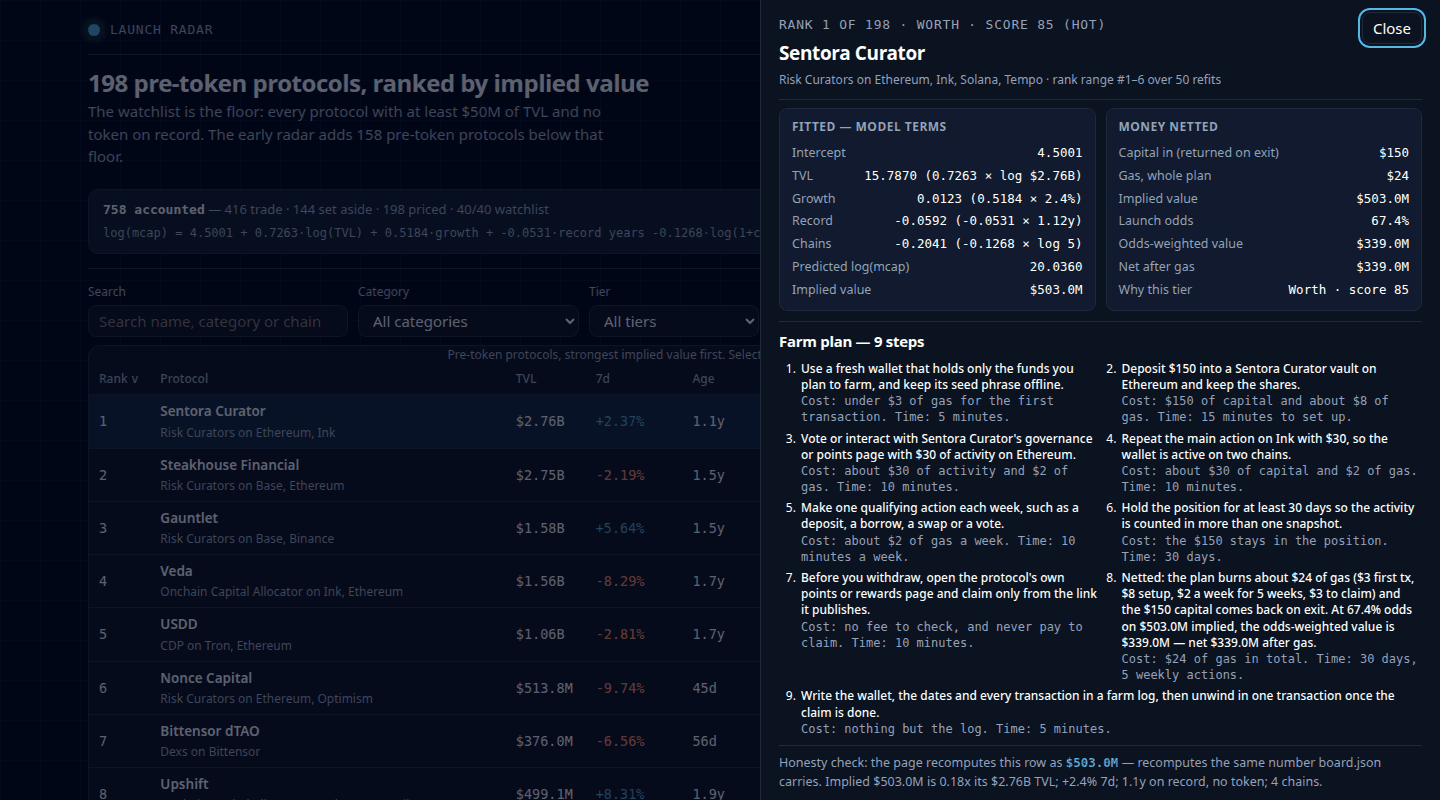 LAUNCH RADAR
198 pre-token protocols, ranked by implied value
The watchlist is the floor: every protocol with at least $50M of TVL and no
token on record. The early radar adds 158 pre-token protocols below that
floor.
758 accounted — 416 trade · 144 set aside · 198 priced · 40/40 watchlist
log(mcap) = 4.5001 + 0.7263·log(TVL) + 0.5184·growth + -0.0531·record years -0.1268·log(1+c
Search
Category
Tier
Search name, category or chain
All categories
All tiers
Pre-token protocols, strongest implied value first. Select
Rank v Protocol TVL 7d Age
1 Sentora Curator $2.76B +2.37% 1.1y
Risk Curators on Ethereum, Ink
2 Steakhouse Financial $2.75B -2.19% 1.5y
Risk Curators on Base, Ethereum
3 Gauntlet $1.58B +5.64% 1.5y
Risk Curators on Base, Binance
4 Veda $1.56B -8.29% 1.7y
Onchain Capital Allocator on Ink, Ethereum
5 USDD $1.06B -2.81% 1.7y
CDP on Tron, Ethereum
6 Nonce Capital $513.8M -9.74% 45d
Risk Curators on Ethereum, Optimism
7 Bittensor dTAO $376.0M -6.56% 56d
Dexs on Bittensor
8 Upshift $499.1M +8.31% 1.9y
RANK 1 OF 198 · WORTH · SCORE 85 (HOT)
Close
Sentora Curator
Risk Curators on Ethereum, Ink, Solana, Tempo · rank range #1–6 over 50 refits
FITTED — MODEL TERMS
Intercept 4.5001
TVL 15.7870 (0.7263 × log $2.76B)
Growth 0.0123 (0.5184 × 2.4%)
Record -0.0592 (-0.0531 × 1.12y)
Chains -0.2041 (-0.1268 × log 5)
Predicted log(mcap) 20.0360
Implied value $503.0M
MONEY NETTED
Capital in (returned on exit) $150
Gas, whole plan $24
Implied value $503.0M
Launch odds 67.4%
Odds-weighted value $339.0M
Net after gas $339.0M
Why this tier Worth · score 85
Farm plan — 9 steps
1. Use a fresh wallet that holds only the funds you
plan to farm, and keep its seed phrase offline.
Cost: under $3 of gas for the first
transaction. Time: 5 minutes.
2. Deposit $150 into a Sentora Curator vault on
Ethereum and keep the shares.
Cost: $150 of capital and about $8 of
gas. Time: 15 minutes to set up.
3. Vote or interact with Sentora Curator's governance
or points page with $30 of activity on Ethereum.
Cost: about $30 of activity and $2 of
gas. Time: 10 minutes.
4. Repeat the main action on Ink with $30, so the
wallet is active on two chains.
Cost: about $30 of capital and $2 of gas.
Time: 10 minutes.
5. Make one qualifying action each week, such as a
deposit, a borrow, a swap or a vote.
Cost: about $2 of gas a week. Time: 10
minutes a week.
6. Hold the position for at least 30 days so the activity
is counted in more than one snapshot.
Cost: the $150 stays in the position.
Time: 30 days.
7. Before you withdraw, open the protocol's own
points or rewards page and claim only from the link
it publishes.
Cost: no fee to check, and never pay to
claim. Time: 10 minutes.
8. Netted: the plan burns about $24 of gas ($3 first tx,
$8 setup, $2 a week for 5 weeks, $3 to claim) and
the $150 capital comes back on exit. At 67.4% odds
on $503.0M implied, the odds-weighted value is
$339.0M — net $339.0M after gas.
Cost: $24 of gas in total. Time: 30 days,
5 weekly actions.
9. Write the wallet, the dates and every transaction in a farm log, then unwind in one transaction once the
claim is done.
Cost: nothing but the log. Time: 5 minutes.
Honesty check: the page recomputes this row as $503.0M — recomputes the same number board.json
carries. Implied $503.0M is 0.18x its $2.76B TVL; +2.4% 7d; 1.1y on record, no token; 4 chains.